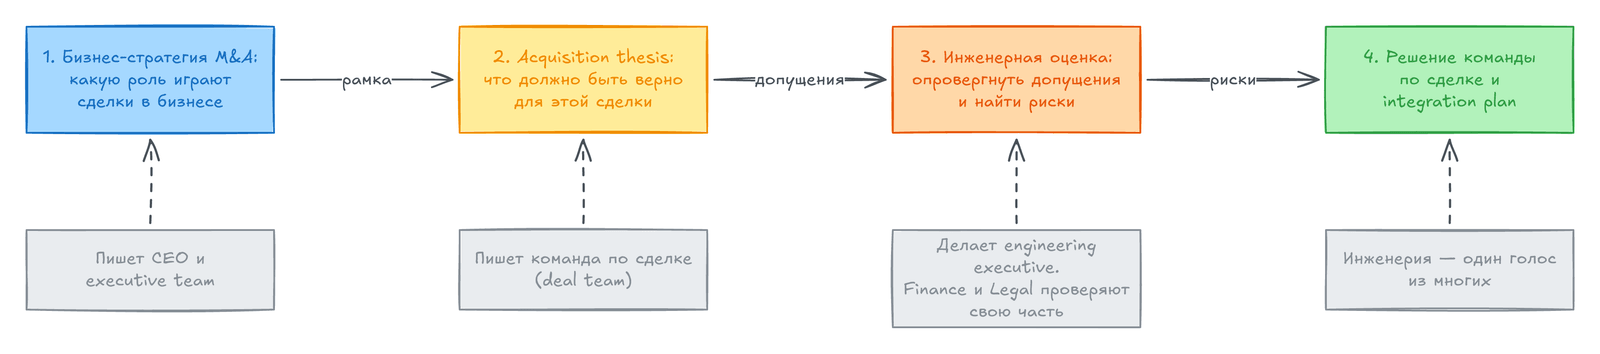 1. Бизнес-стратегия M&A:
какую роль играют
сделки в бизнесе
рамка
2. Acquisition thesis:
что должно быть верно
для этой сделки
допущения
3. Инженерная оценка:
опровергнуть допущения
и найти риски
риски
4. Решение команды
по сделке и
integration plan
Пишет CEO и
executive team
Пишет команда по сделке
(deal team)
Делает engineering
executive.
Finance и Legal проверяют
свою часть
Инженерия — один голос
из многих